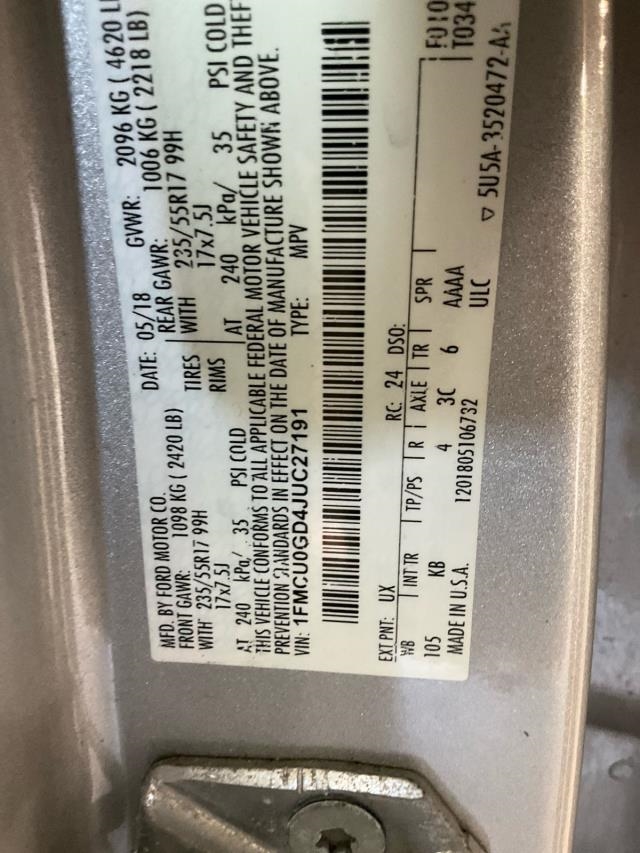 MFD. BY FORD MOTOR CO.
DATE: 05/18 GVWR: 2096 KG ( 4620 L
FRONT GAWR: 1098 KG ( 2420 LB) REAR GAWR: 1006 KG ( 2218 LB)
WITH 235/55R17 99H TIRES WITH 235/55R17 99H
17x7.5J RIMS 17x7.5J
AT 240 kPa/ 35 PSI COLD AT 240 kPa/ 35 PSI COLD
THIS VEHICLE CONFORMS TO ALL APPLICABLE FEDERAL MOTOR VEHICLE SAFETY AND THEF
PREVENTION STANDARDS IN EFFECT ON THE DATE OF MANUFACTURE SHOWN ABOVE.
VIN: 1FMCU0GD4JUC27191 TYPE: MPV
EXT PNT: UX RC: 24 DSO:
WB INT TR TP/PS R AXLE TR SPR
105 KB 4 3C 6 AAAA
MADE IN U.S.A. 1201805106732 ULC
F010
T034
▽ 5U5A-3520472-AA